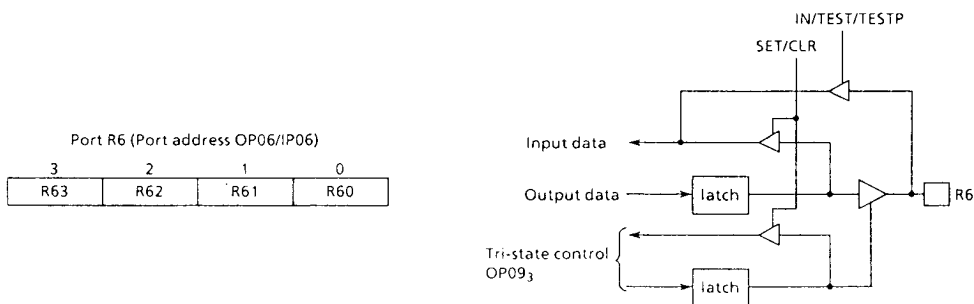 Port R6 (Port address OP06/IP06)
3 2 1 0
R63 R62 R61 R60
IN/TEST/TESTP
SET/CLR
Input data
Output data
latch
R6
Tri-state control
OP09₃
latch